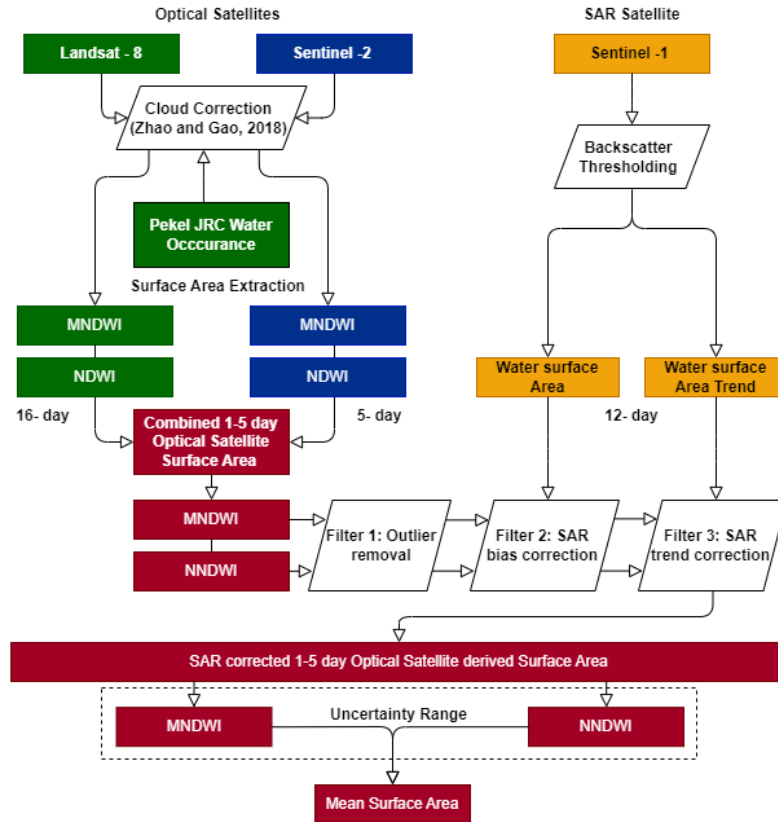 Optical Satellites
SAR Satellite
Landsat - 8
Sentinel -2
Sentinel -1
Cloud Correction
(Zhao and Gao, 2018)
Backscatter
Thresholding
Pekel JRC Water
Occcurance
Surface Area Extraction
MNDWI
MNDWI
NDWI
NDWI
Water surface
Area
Water surface
Area Trend
16- day
5- day
12- day
Combined 1-5 day
Optical Satellite
Surface Area
MNDWI
NNDWI
Filter 1: Outlier
removal
Filter 2: SAR
bias correction
Filter 3: SAR
trend correction
SAR corrected 1-5 day Optical Satellite derived Surface Area
MNDWI
Uncertainty Range
NNDWI
Mean Surface Area